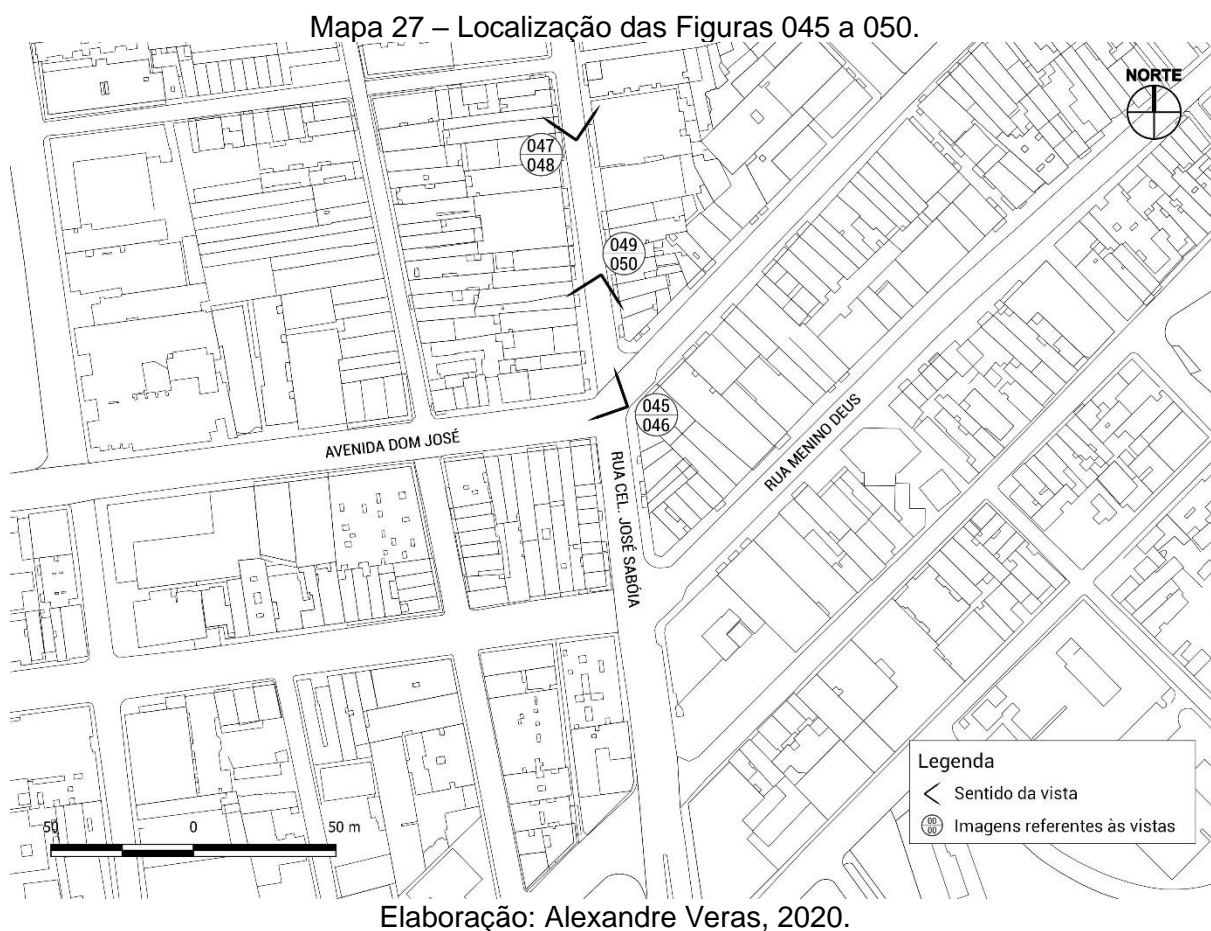 Mapa 27 – Localização das Figuras 045 a 050.
NORTE
047
048
049
050
045
046
AVENIDA DOM JOSÉ
RUA CEL. JOSÉ SABÓIA
RUA MENINO DEUS
Legenda
Sentido da vista
00
00
Imagens referentes às vistas
50 0 50 m
Elaboração: Alexandre Veras, 2020.